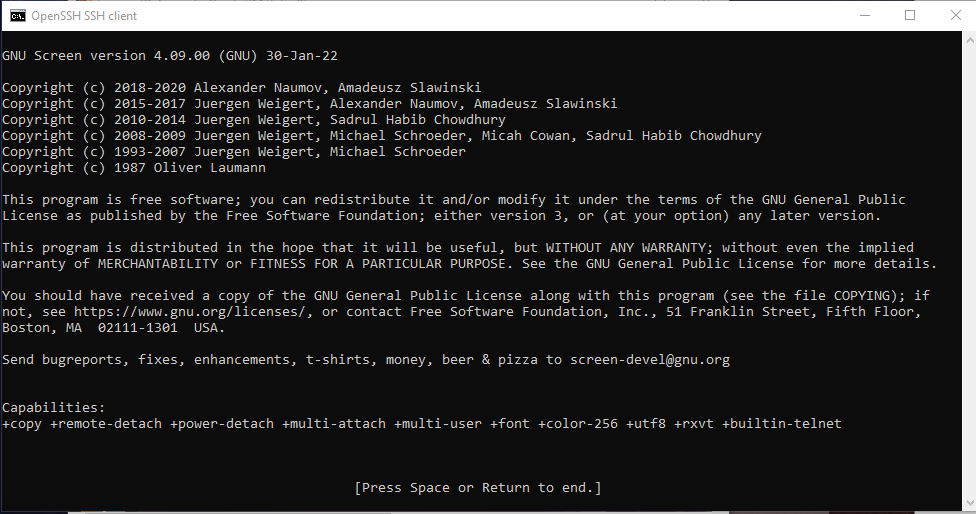 OpenSSH SSH client
GNU Screen version 4.09.00 (GNU) 30-Jan-22
Copyright (c) 2018-2020 Alexander Naumov, Amadeusz Slawinski
Copyright (c) 2015-2017 Juergen Weigert, Alexander Naumov, Amadeusz Slawinski
Copyright (c) 2010-2014 Juergen Weigert, Sadrul Habib Chowdhury
Copyright (c) 2008-2009 Juergen Weigert, Michael Schroeder, Micah Cowan, Sadrul Habib Chowdhury
Copyright (c) 1993-2007 Juergen Weigert, Michael Schroeder
Copyright (c) 1987 Oliver Laumann
This program is free software; you can redistribute it and/or modify it under the terms of the GNU General Public
License as published by the Free Software Foundation; either version 3, or (at your option) any later version.
This program is distributed in the hope that it will be useful, but WITHOUT ANY WARRANTY; without even the implied
warranty of MERCHANTABILITY or FITNESS FOR A PARTICULAR PURPOSE. See the GNU General Public License for more details.
You should have received a copy of the GNU General Public License along with this program (see the file COPYING); if
not, see https://www.gnu.org/licenses/, or contact Free Software Foundation, Inc., 51 Franklin Street, Fifth Floor,
Boston, MA  02111-1301  USA.
Send bugreports, fixes, enhancements, t-shirts, money, beer & pizza to screen-devel@gnu.org
Capabilities:
+copy +remote-detach +power-detach +multi-attach +multi-user +font +color-256 +utf8 +rxvt +builtin-telnet
[Press Space or Return to end.]